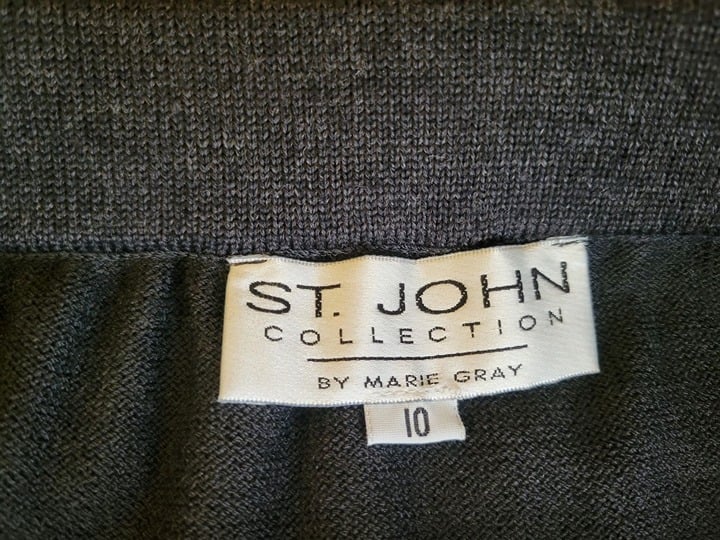 ST. JOHN
COLLECTION
BY MARIE GRAY
10